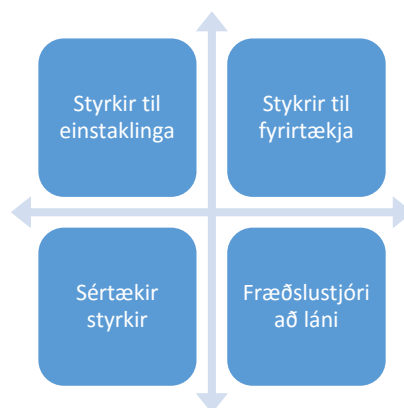 Styrkir til
einstaklinga
Stykrir til
fyrirtækja
Sértækir
styrkir
Fræðslustjóri
að láni